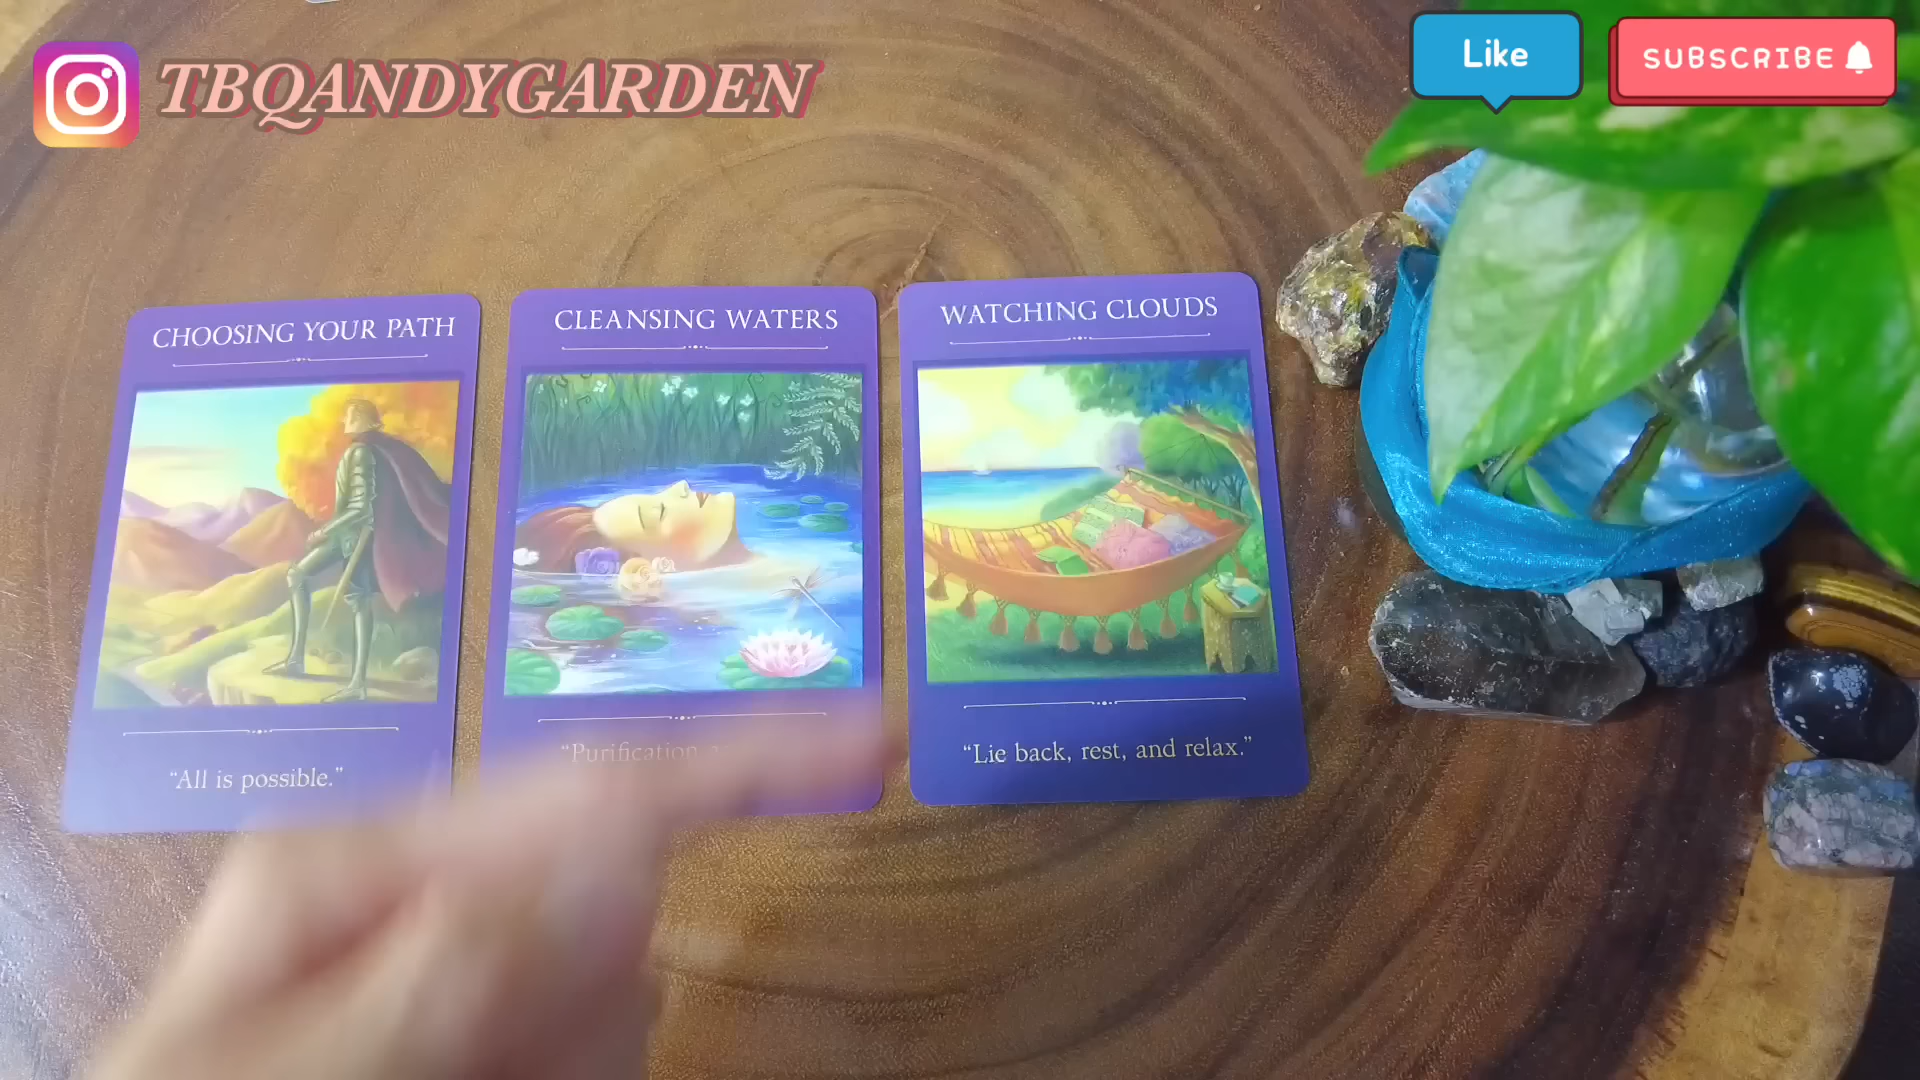 TBQANDYGARDEN
Like
SUBSCRIBE
CHOOSING YOUR PATH
"All is possible."
CLEANSING WATERS
"Purification
WATCHING CLOUDS
"Lie back, rest, and relax."